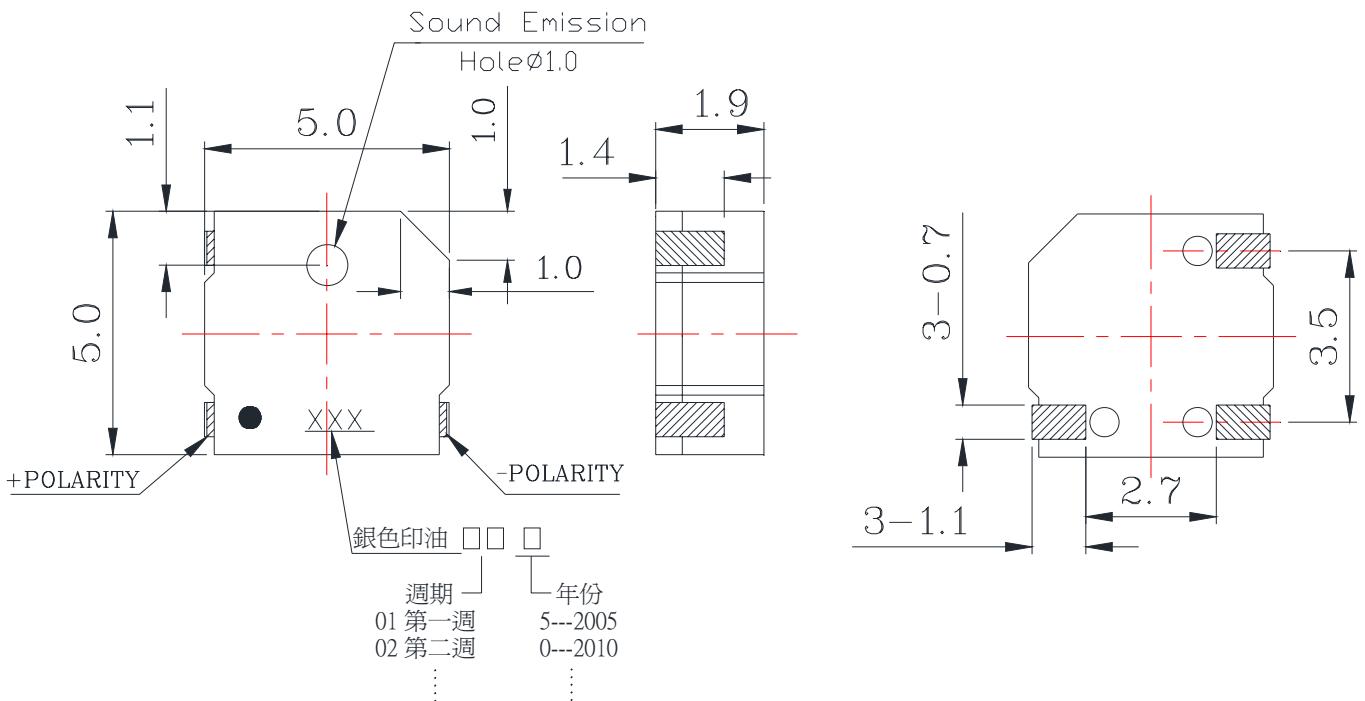 Sound Emission
HoleØ1.0
1.1
5.0
1.0
1.9
1.4
1.0
5.0
3-0.7
3.5
XXX
+POLARITY
-POLARITY
2.7
3-1.1
銀色印油 □□ □
週期 年份
01 第一週 5---2005
02 第二週 0---2010